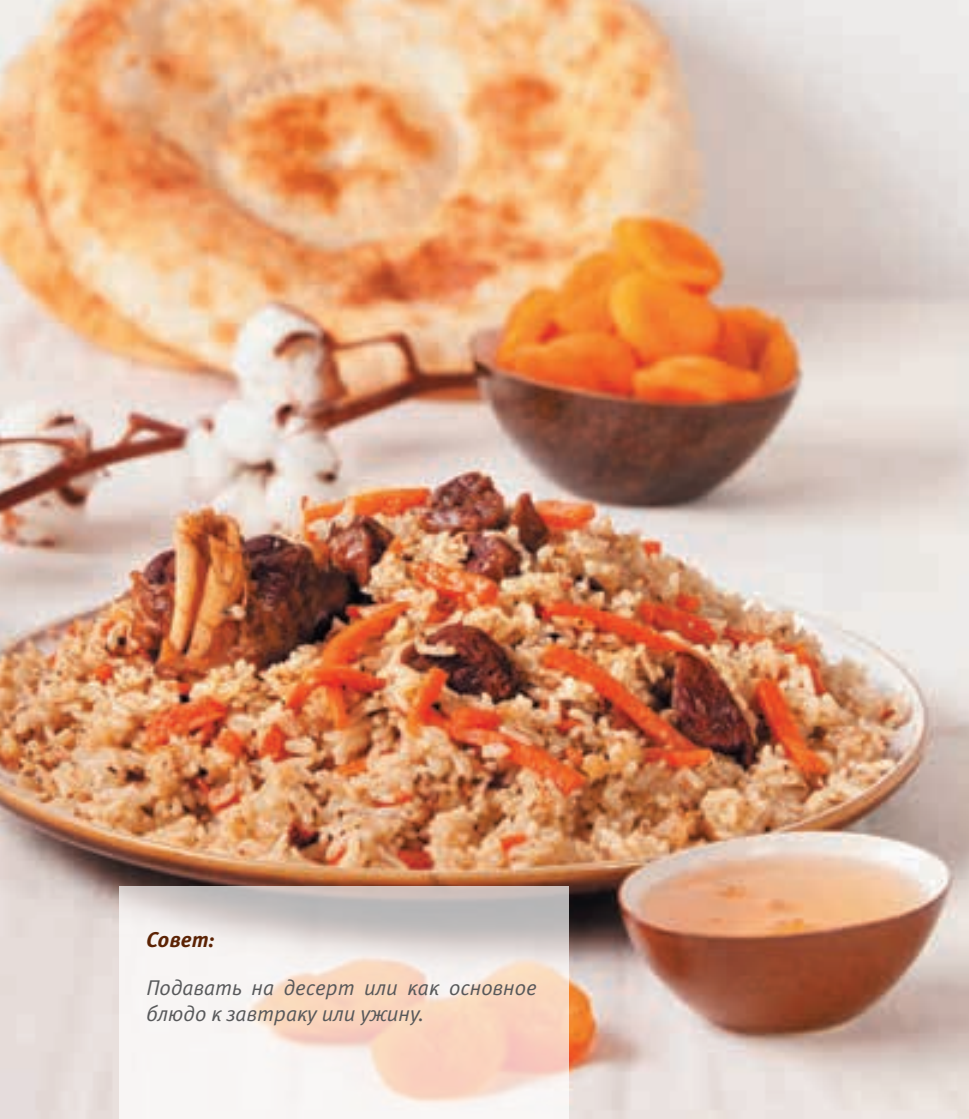 Совет:
Подавать на десерт или как основное
блюдо к завтраку или ужину.